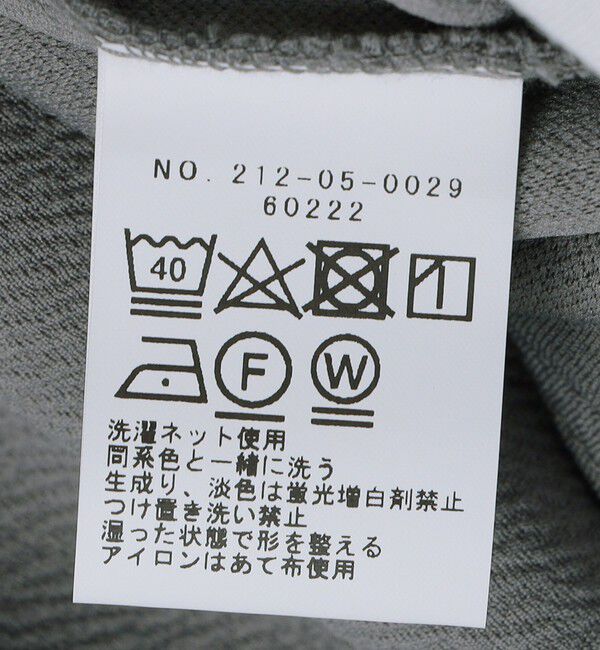 NO. 212-05-0029
60222
40
F W
洗濯ネット使用
同系色と一緒に洗う
生成り、淡色は蛍光増白剤禁止
つけ置き洗い禁止
湿った状態で形を整える
アイロンはあて布使用